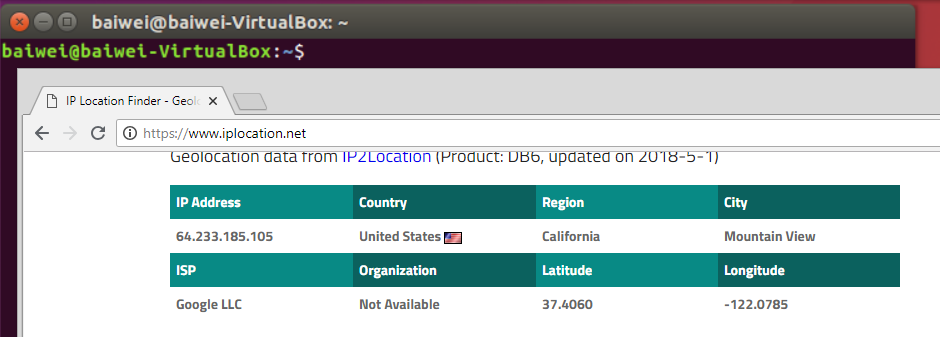 baiwei@baiwei-VirtualBox: ~
baiwei@baiwei-VirtualBox:~$
IP Location Finder - Geolo
https://www.iplocation.net
Geolocation data from IP2Location (Product: DB6, updated on 2018-5-1)
IP Address Country Region City
64.233.185.105 United States California Mountain View
ISP Organization Latitude Longitude
Google LLC Not Available 37.4060 -122.0785